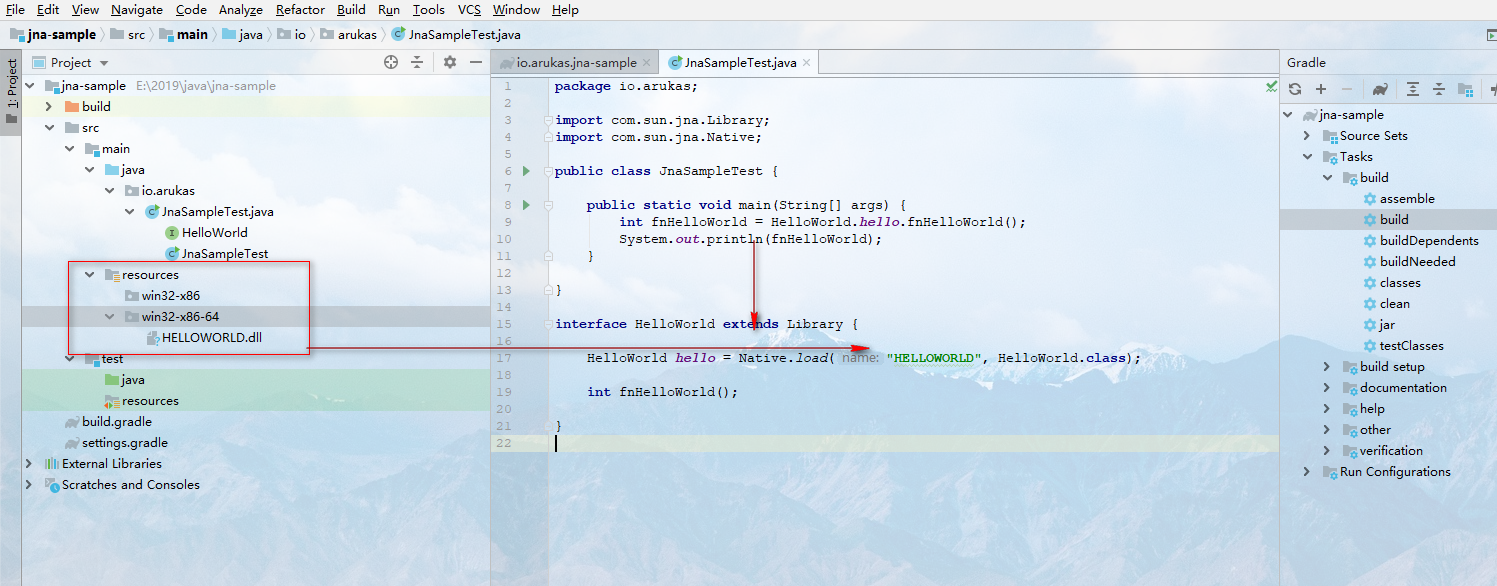 File Edit View Navigate Code Analyze Refactor Build Run Tools VCS Window Help
jna-sample src main java io arukas JnaSampleTest.java
1: Project
Project
jna-sample E:\2019\java\jna-sample
build
src
main
java
io.arukas
JnaSampleTest.java
HelloWorld
JnaSampleTest
resources
win32-x86
win32-x86-64
HELLOWORLD.dll
test
java
resources
build.gradle
settings.gradle
External Libraries
Scratches and Consoles
io.arukas.jna-sample JnaSampleTest.java
1 package io.arukas;
2
3 import com.sun.jna.Library;
4 import com.sun.jna.Native;
5
6 public class JnaSampleTest {
7
8 public static void main(String[] args) {
9 int fnHelloWorld = HelloWorld.hello.fnHelloWorld();
10 System.out.println(fnHelloWorld);
11 }
12
13 }
14
15 interface HelloWorld extends Library {
16
17 HelloWorld hello = Native.load( name: "HELLOWORLD", HelloWorld.class);
18
19 int fnHelloWorld();
20
21 }
22
Gradle
jna-sample
Source Sets
Tasks
build
assemble
build
buildDependents
buildNeeded
classes
clean
jar
testClasses
build setup
documentation
help
other
verification
Run Configurations